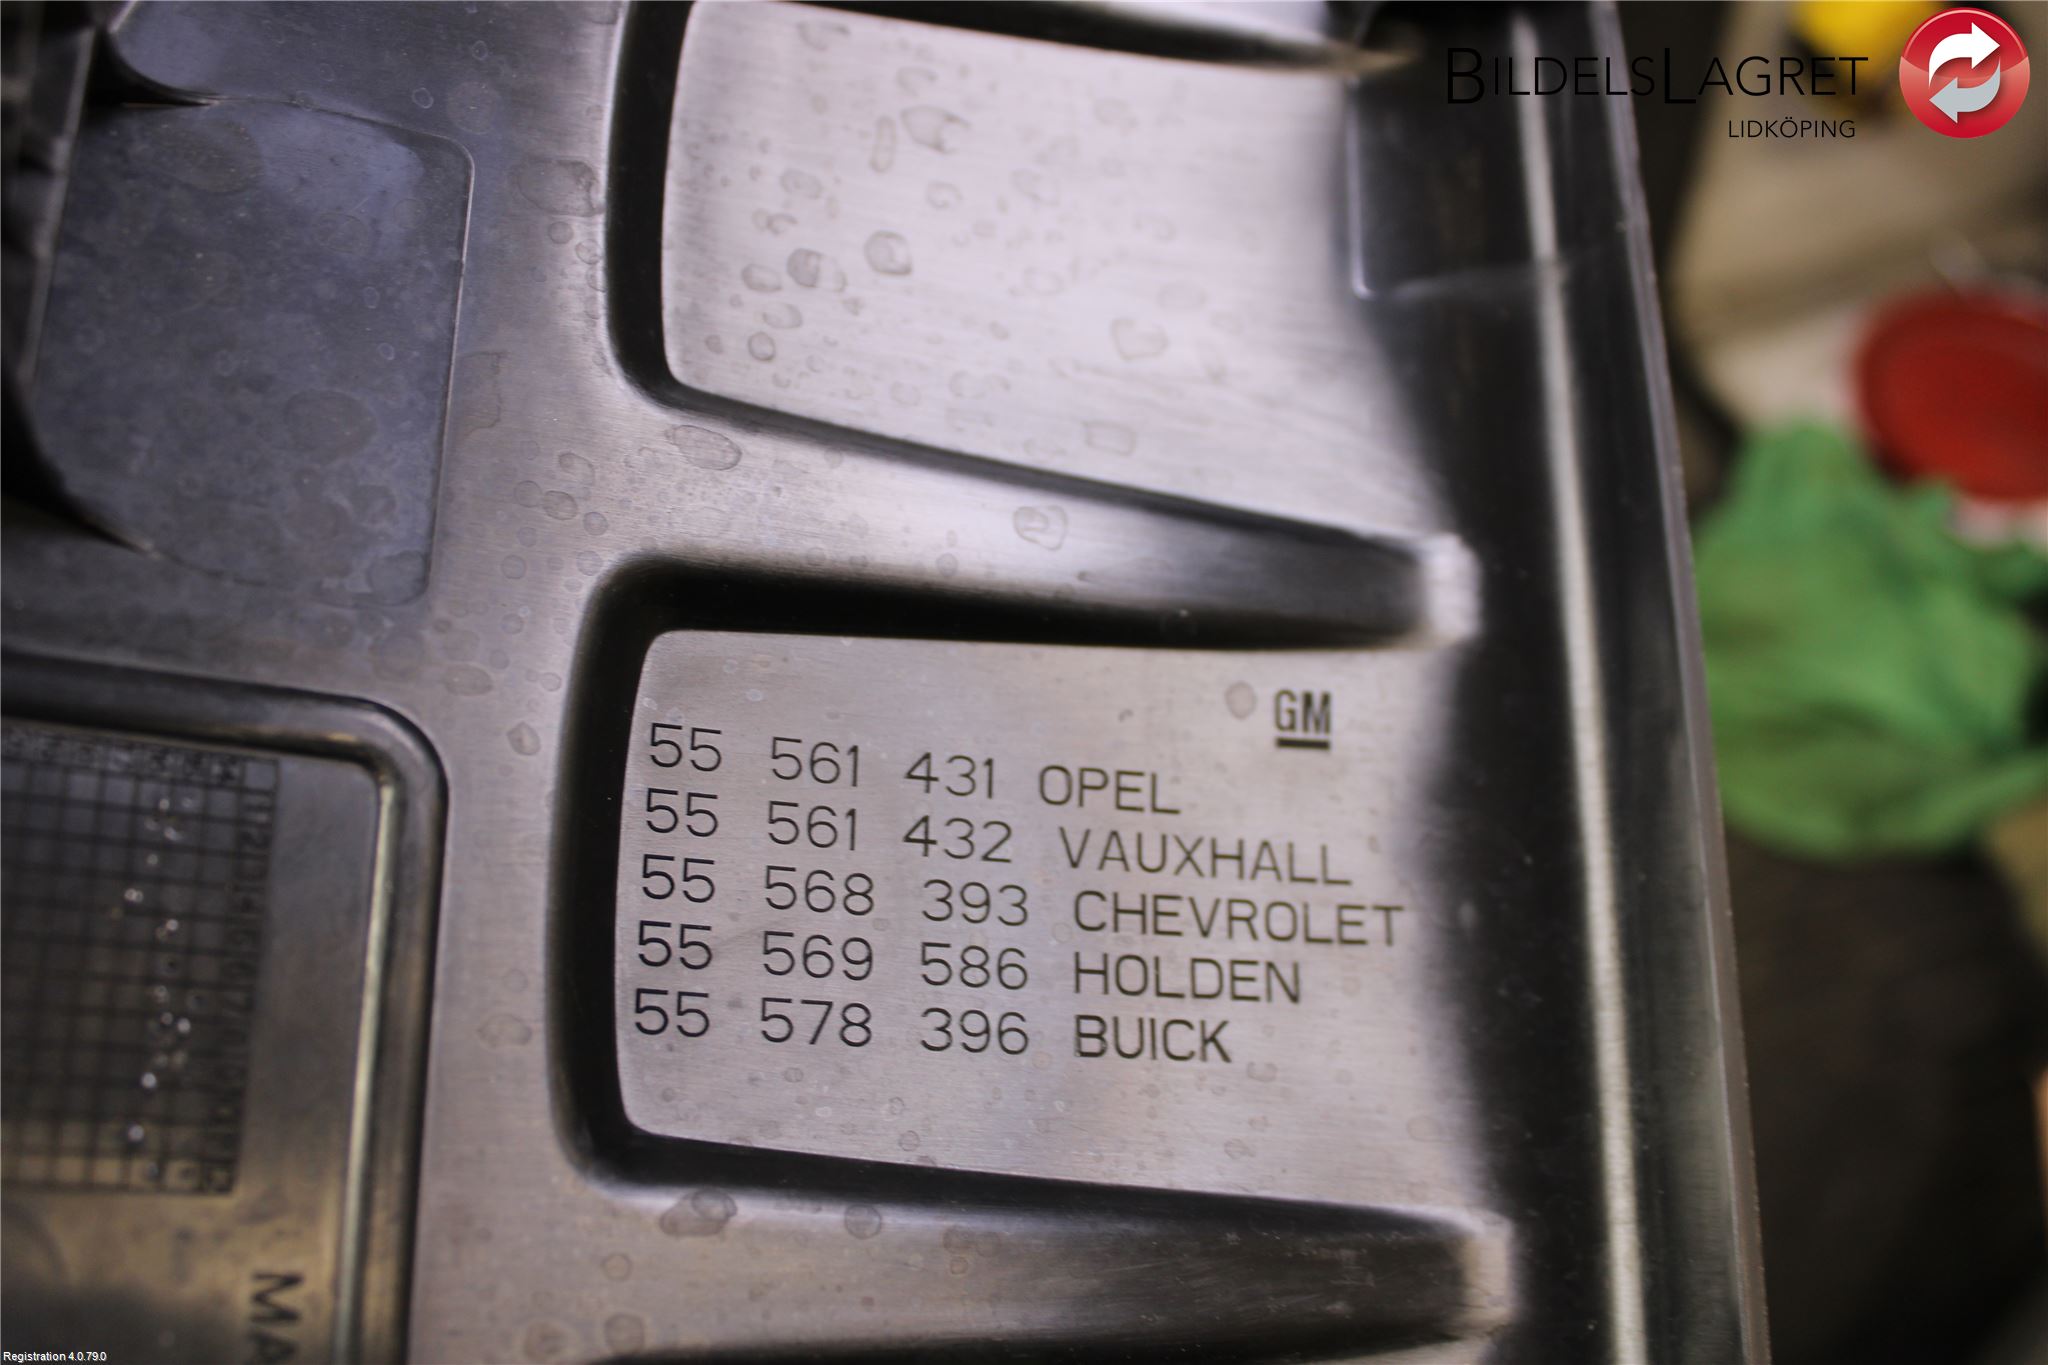 BILDELSLAGRET
LIDKÖPING
GM
55 561 431 OPEL
55 561 432 VAUXHALL
55 568 393 CHEVROLET
55 569 586 HOLDEN
55 578 396 BUICK
Registration 4.0.79.0